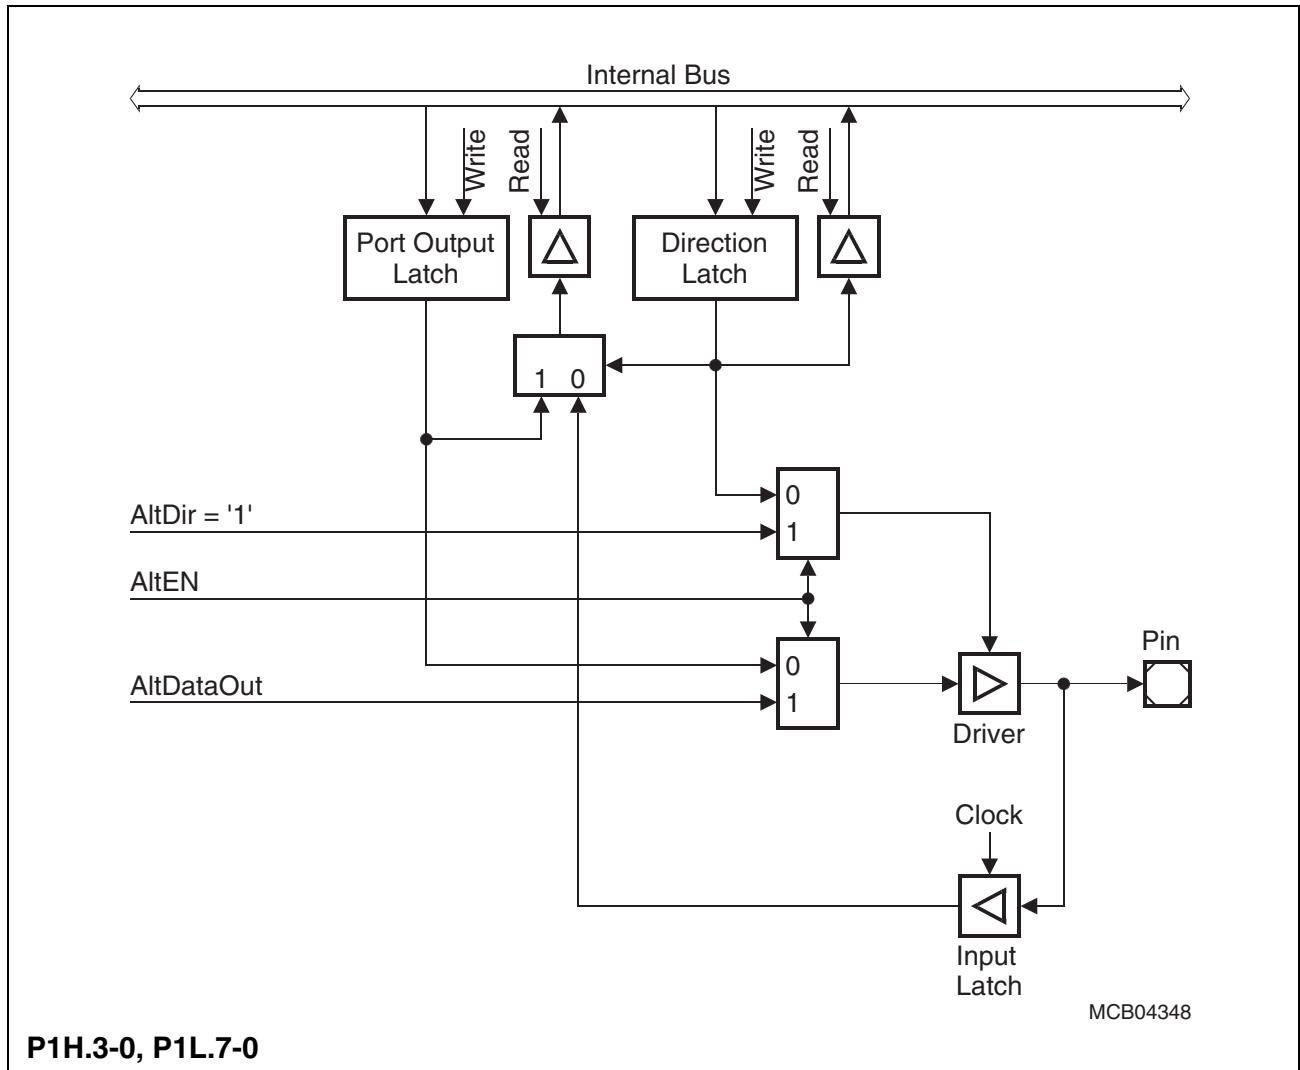 Internal Bus
Write
Read
Write
Read
Port Output
Latch
Direction
Latch
1 0
AltDir = '1'
0
1
AltEN
AltDataOut
0
1
Pin
Driver
Clock
Input
Latch
MCB04348
P1H.3-0, P1L.7-0